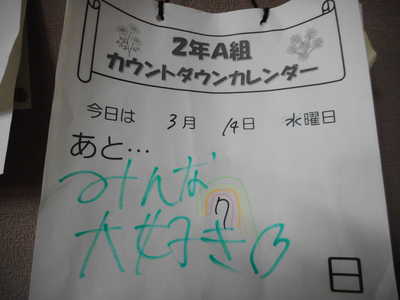 2年A組
カウントダウンカレンダー
今日は 3月 14日 水曜日
あと…
みんな
7
大好き
日